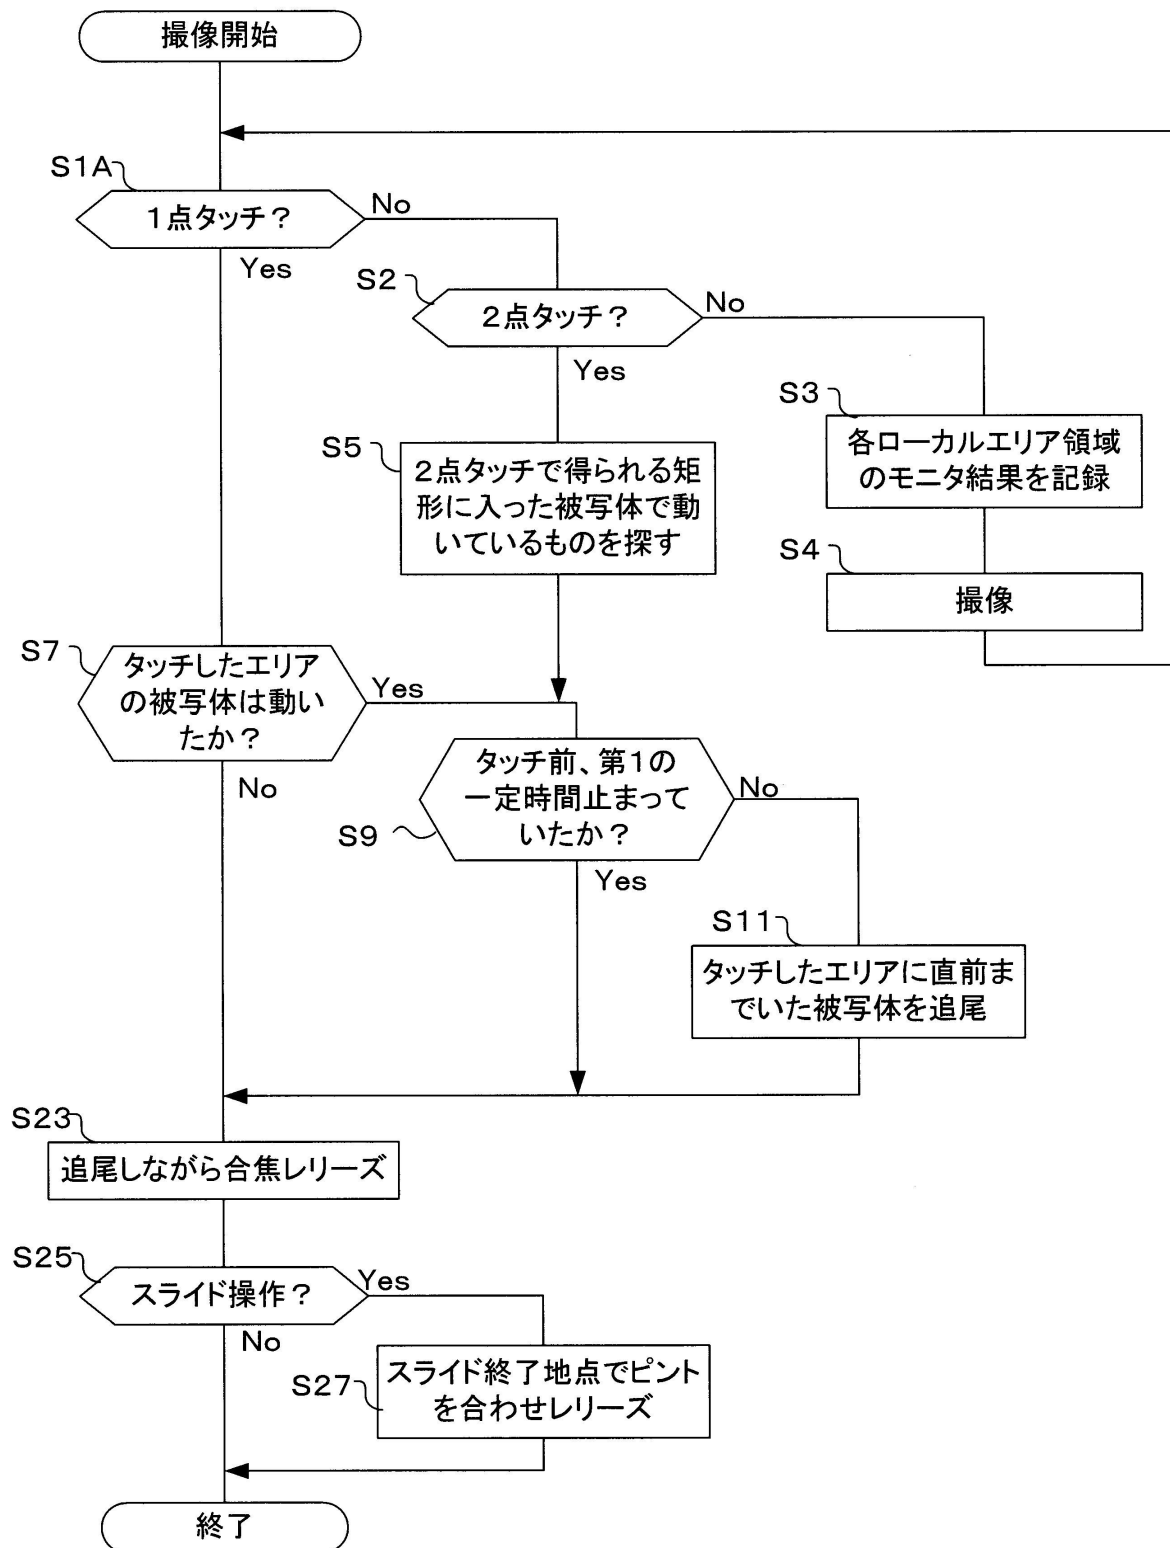 撮像開始
S1A
1点タッチ?
No
Yes
S2
2点タッチ?
No
Yes
S3
各ローカルエリア領域
のモニタ結果を記録
S4
撮像
S5
2点タッチで得られる矩
形に入った被写体で動
いているものを探す
S7
タッチしたエリア
の被写体は動い
たか?
Yes
No
タッチ前、第1の
一定時間止まって
いたか?
S9
No
Yes
S11
タッチしたエリアに直前ま
でいた被写体を追尾
S23
追尾しながら合焦レリーズ
S25
スライド操作?
Yes
No
S27
スライド終了地点でピント
を合わせレリーズ
終了